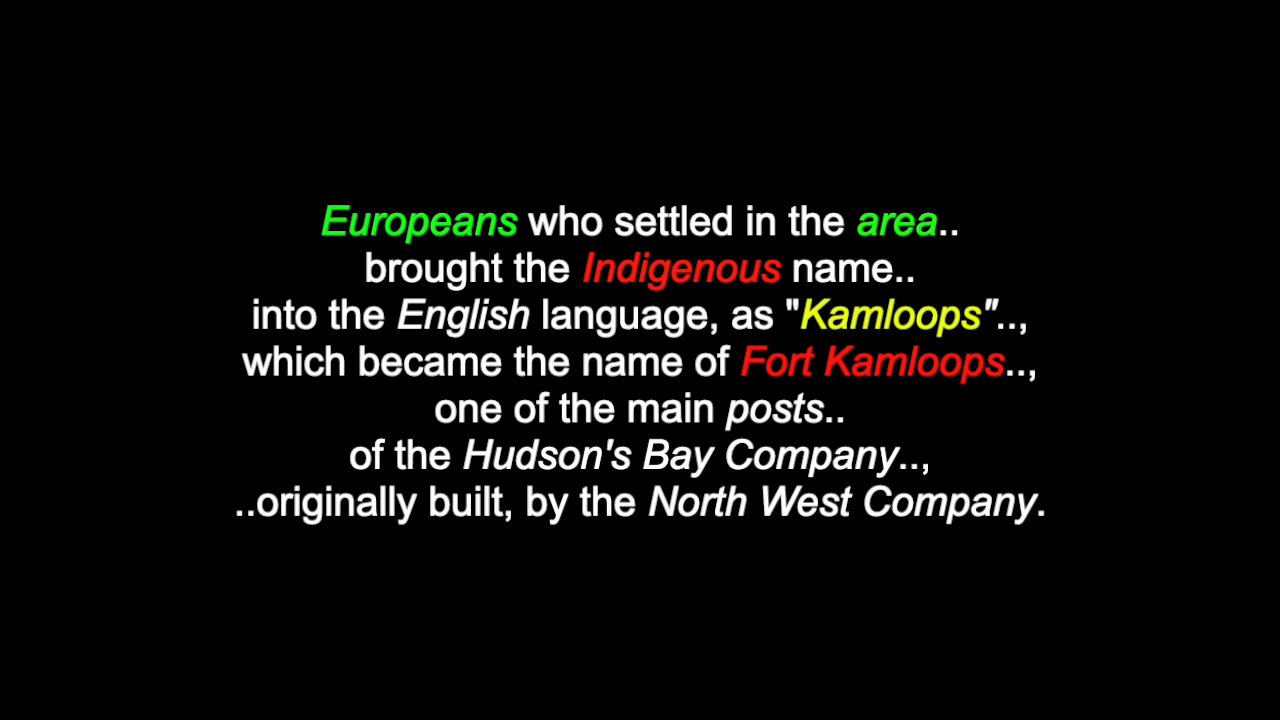 Europeans who settled in the area..
brought the Indigenous name..
into the English language, as "Kamloops"..,
which became the name of Fort Kamloops..,
one of the main posts..
of the Hudson's Bay Company..,
..originally built, by the North West Company.